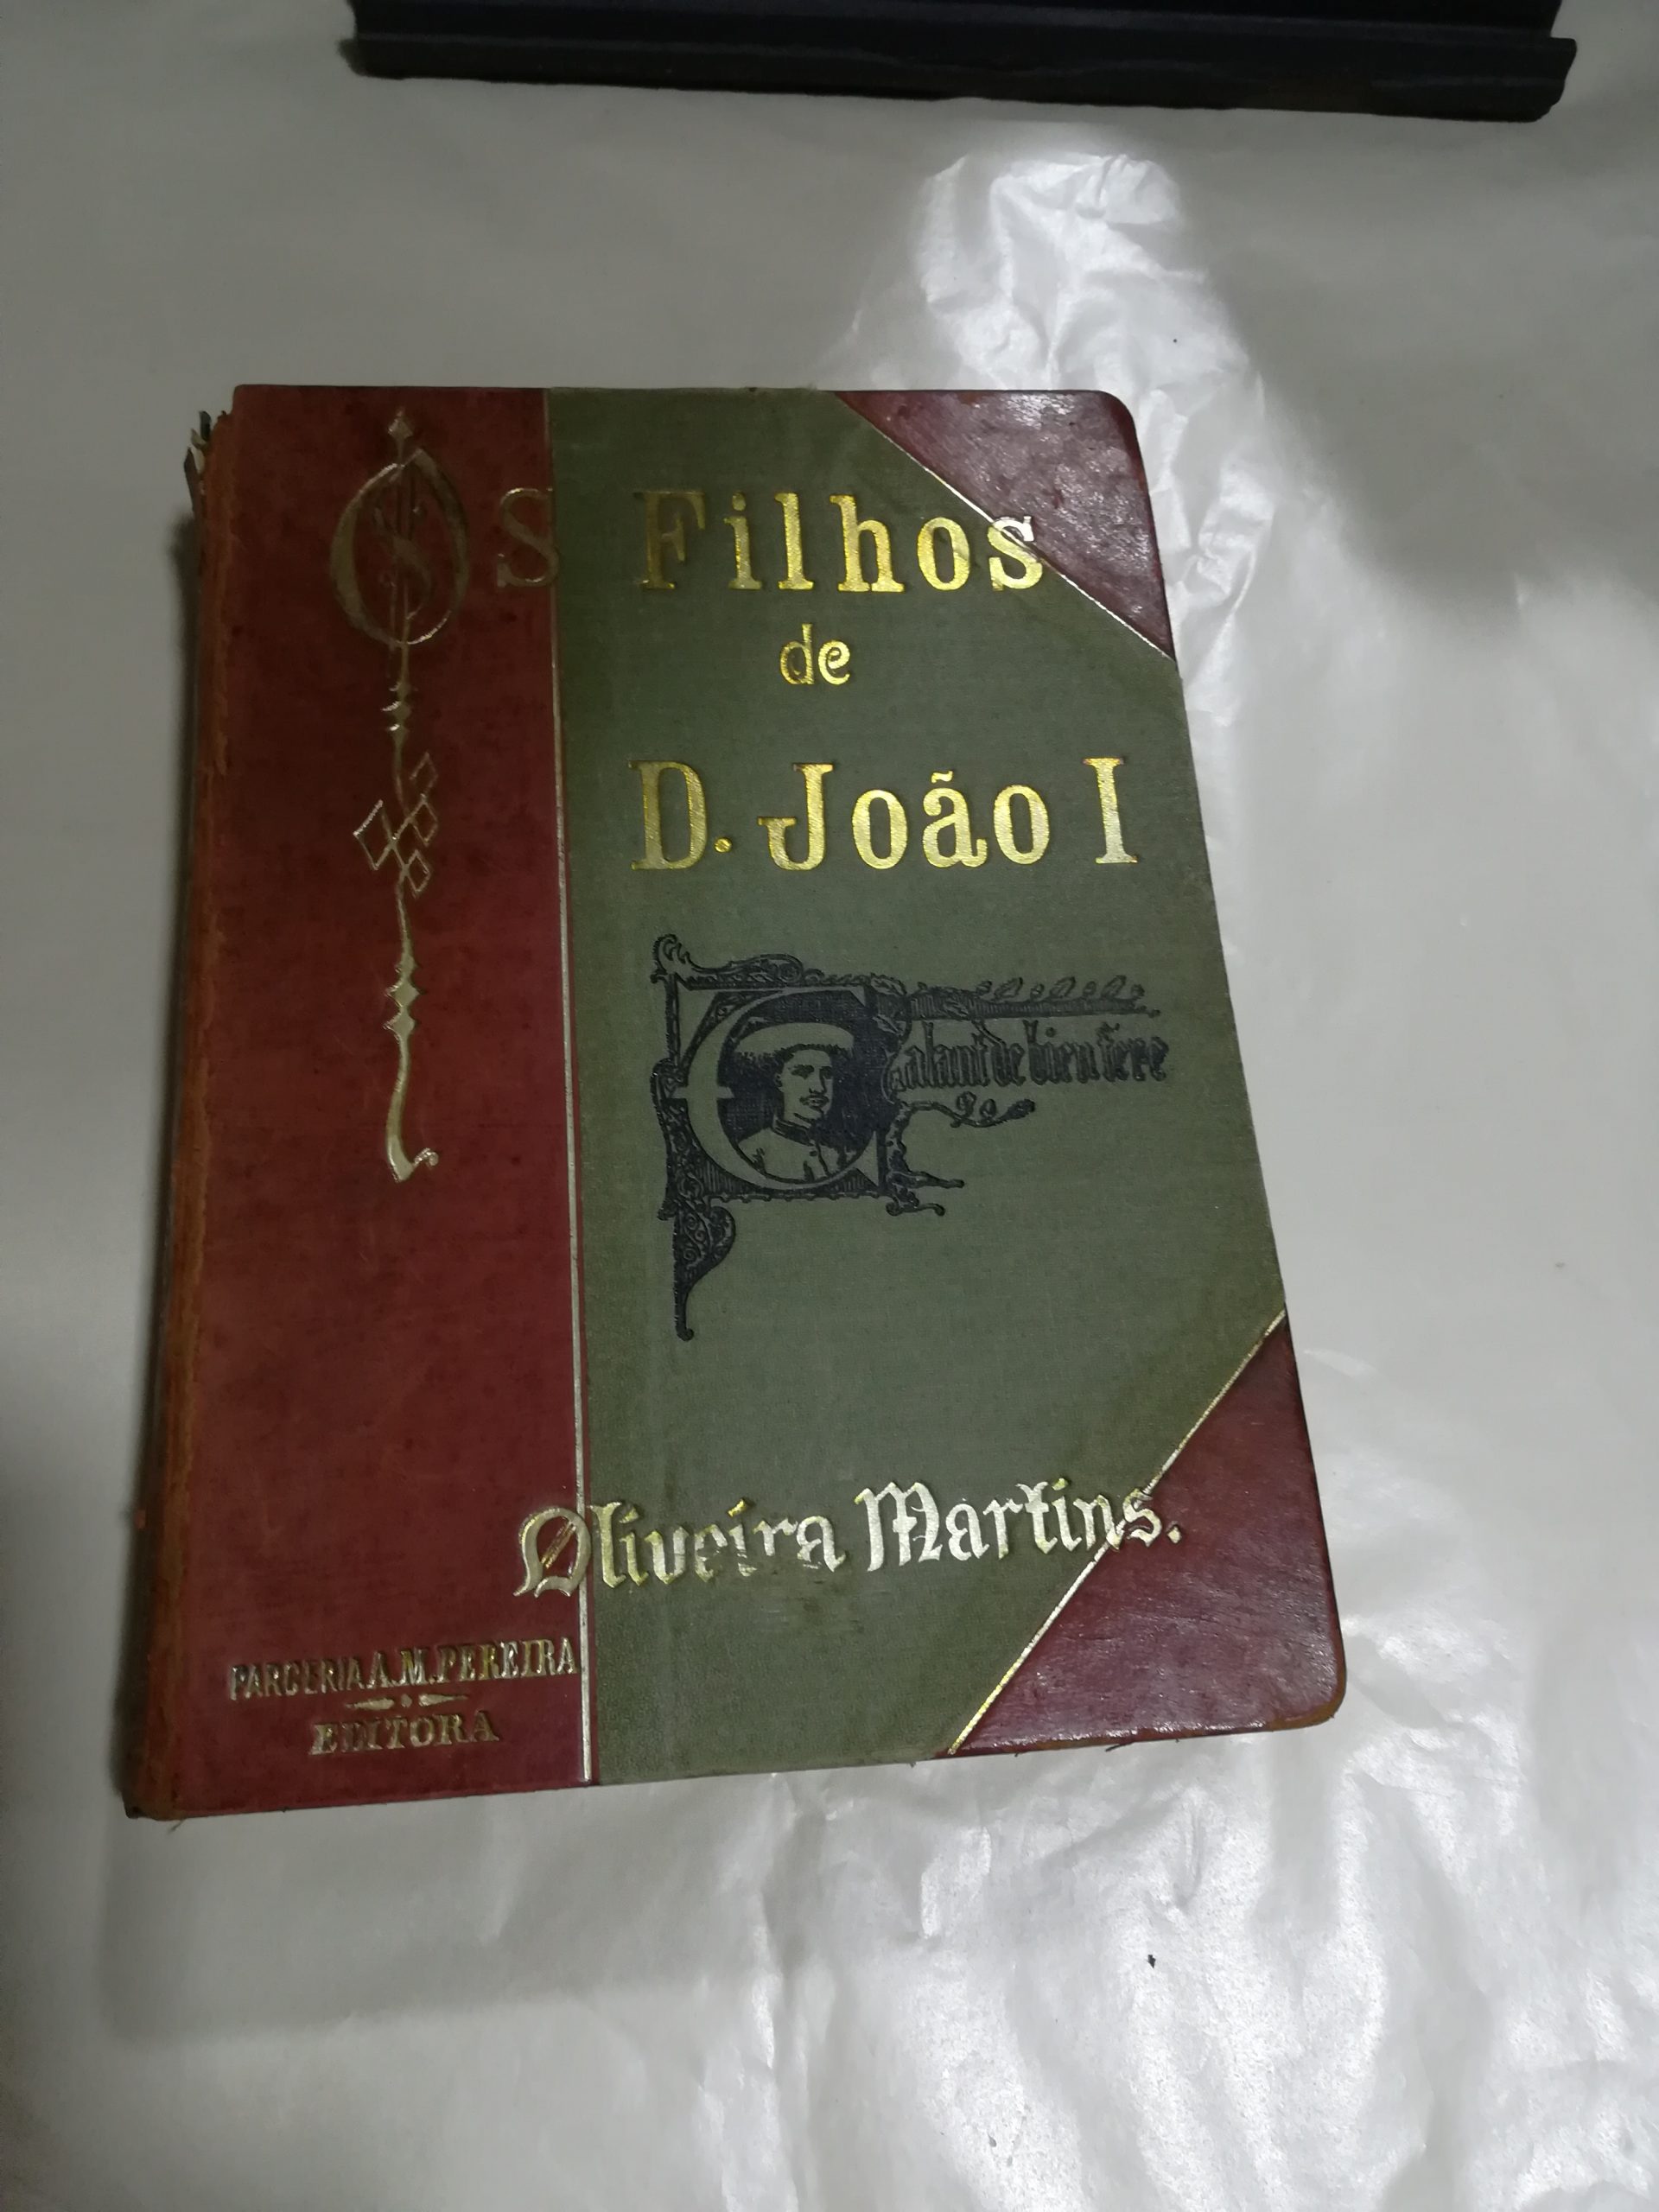 Os Filhos
de
D. João I
Talant de bien fere
Oliveira Martins.
PARCERIA A. M. PEREIRA
EDITORA